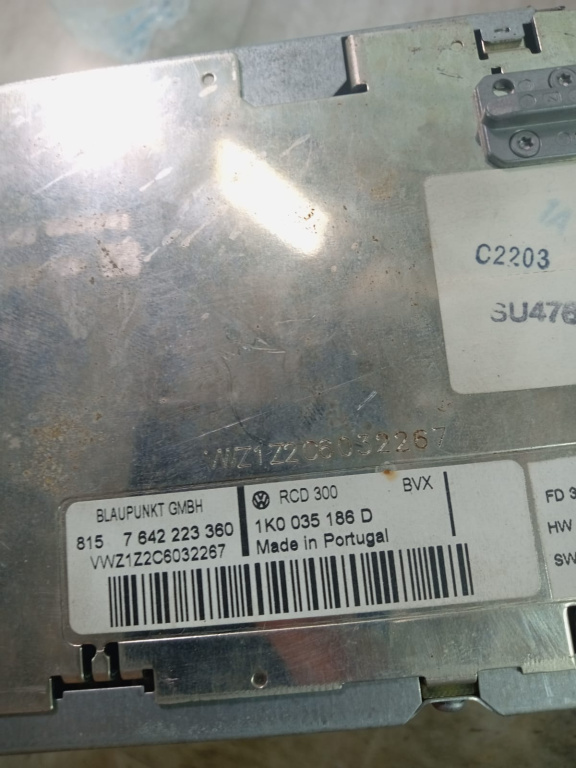 C2203
SU476
VWZ1Z2C6032267
BLAUPUNKT GMBH
815 7 642 223 360
VWZ1Z2C6032267
RCD 300 BVX
1K0 035 186 D
Made in Portugal
FD
HW
SW